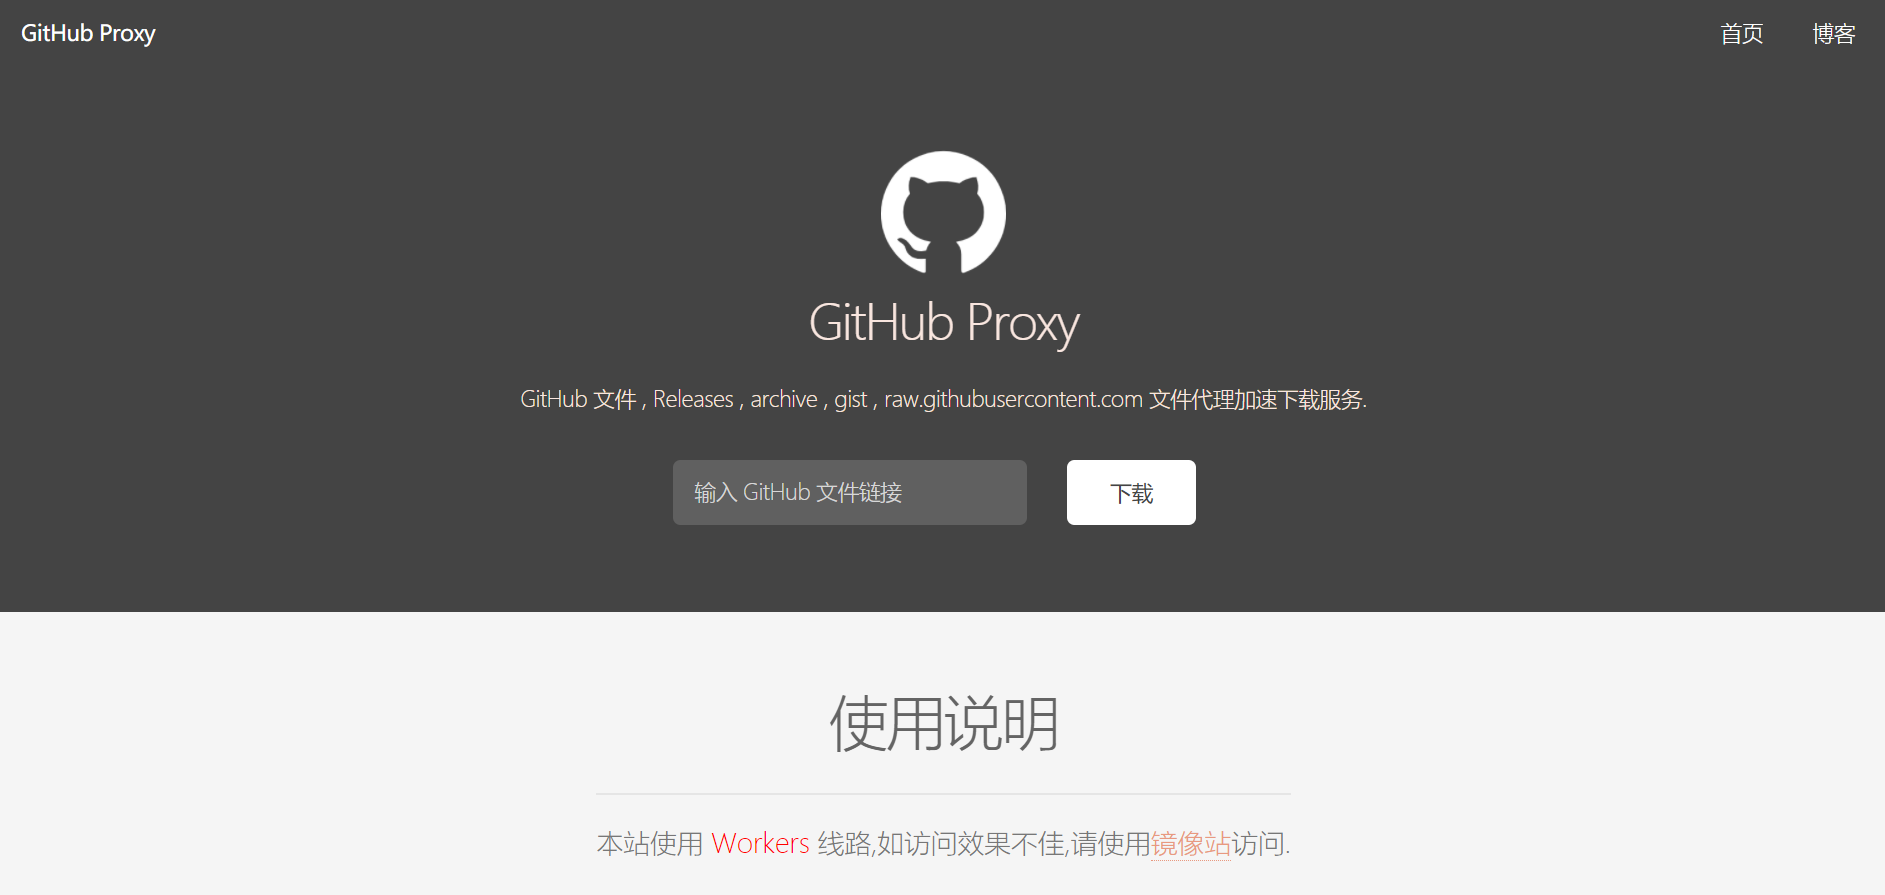 GitHub Proxy
首页 博客
GitHub Proxy
GitHub 文件 , Releases , archive , gist , raw.githubusercontent.com 文件代理加速下载服务.
输入 GitHub 文件链接 下载
使用说明
本站使用 Workers 线路,如访问效果不佳,请使用镜像站访问.